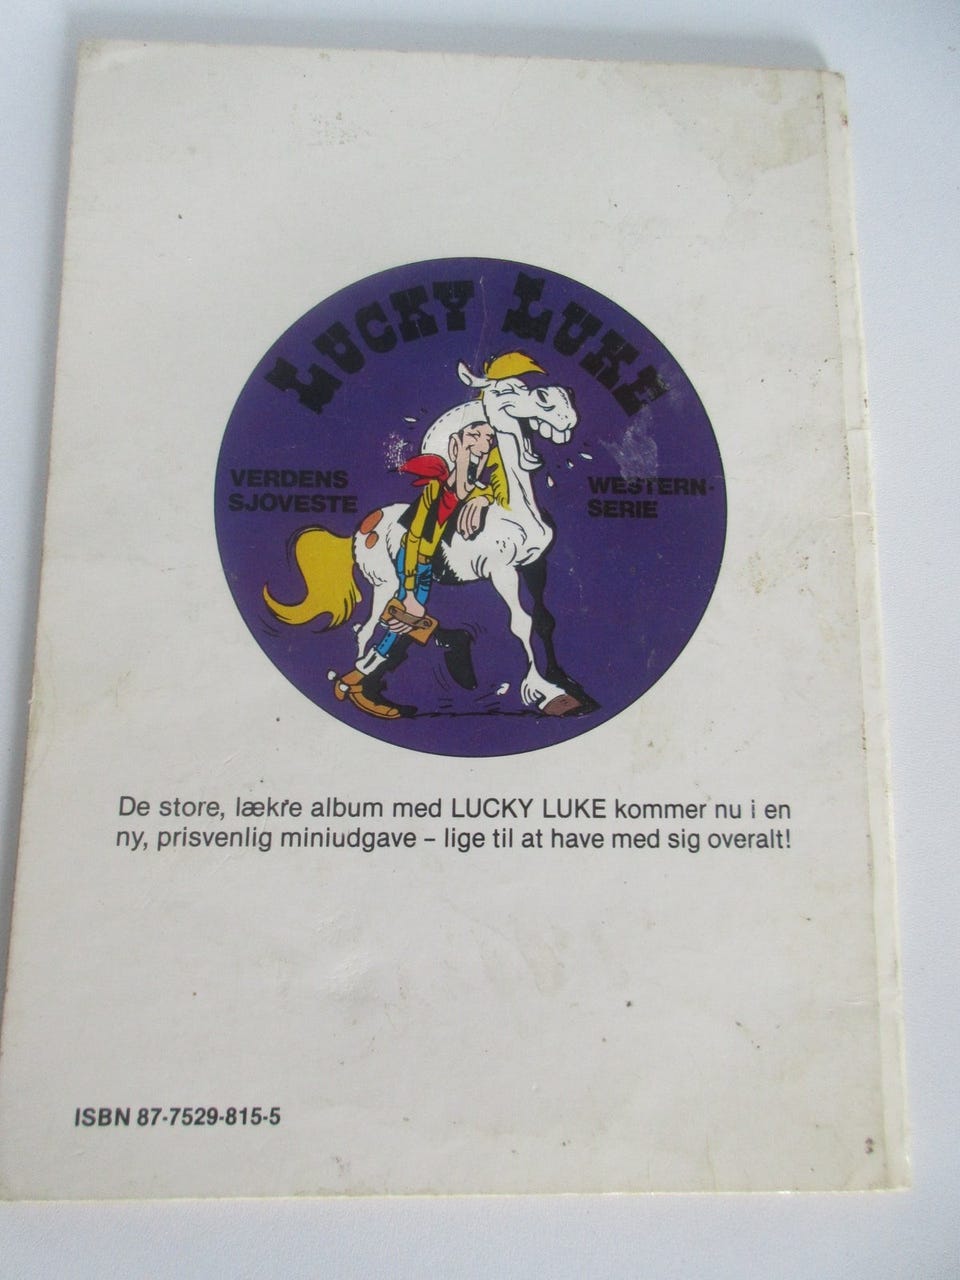 LUCKY LUKE
VERDENS
SJOVESTE
WESTERN-
SERIE
De store, lækre album med LUCKY LUKE kommer nu i en
ny, prisvenlig miniudgave – lige til at have med sig overalt!
ISBN 87-7529-815-5